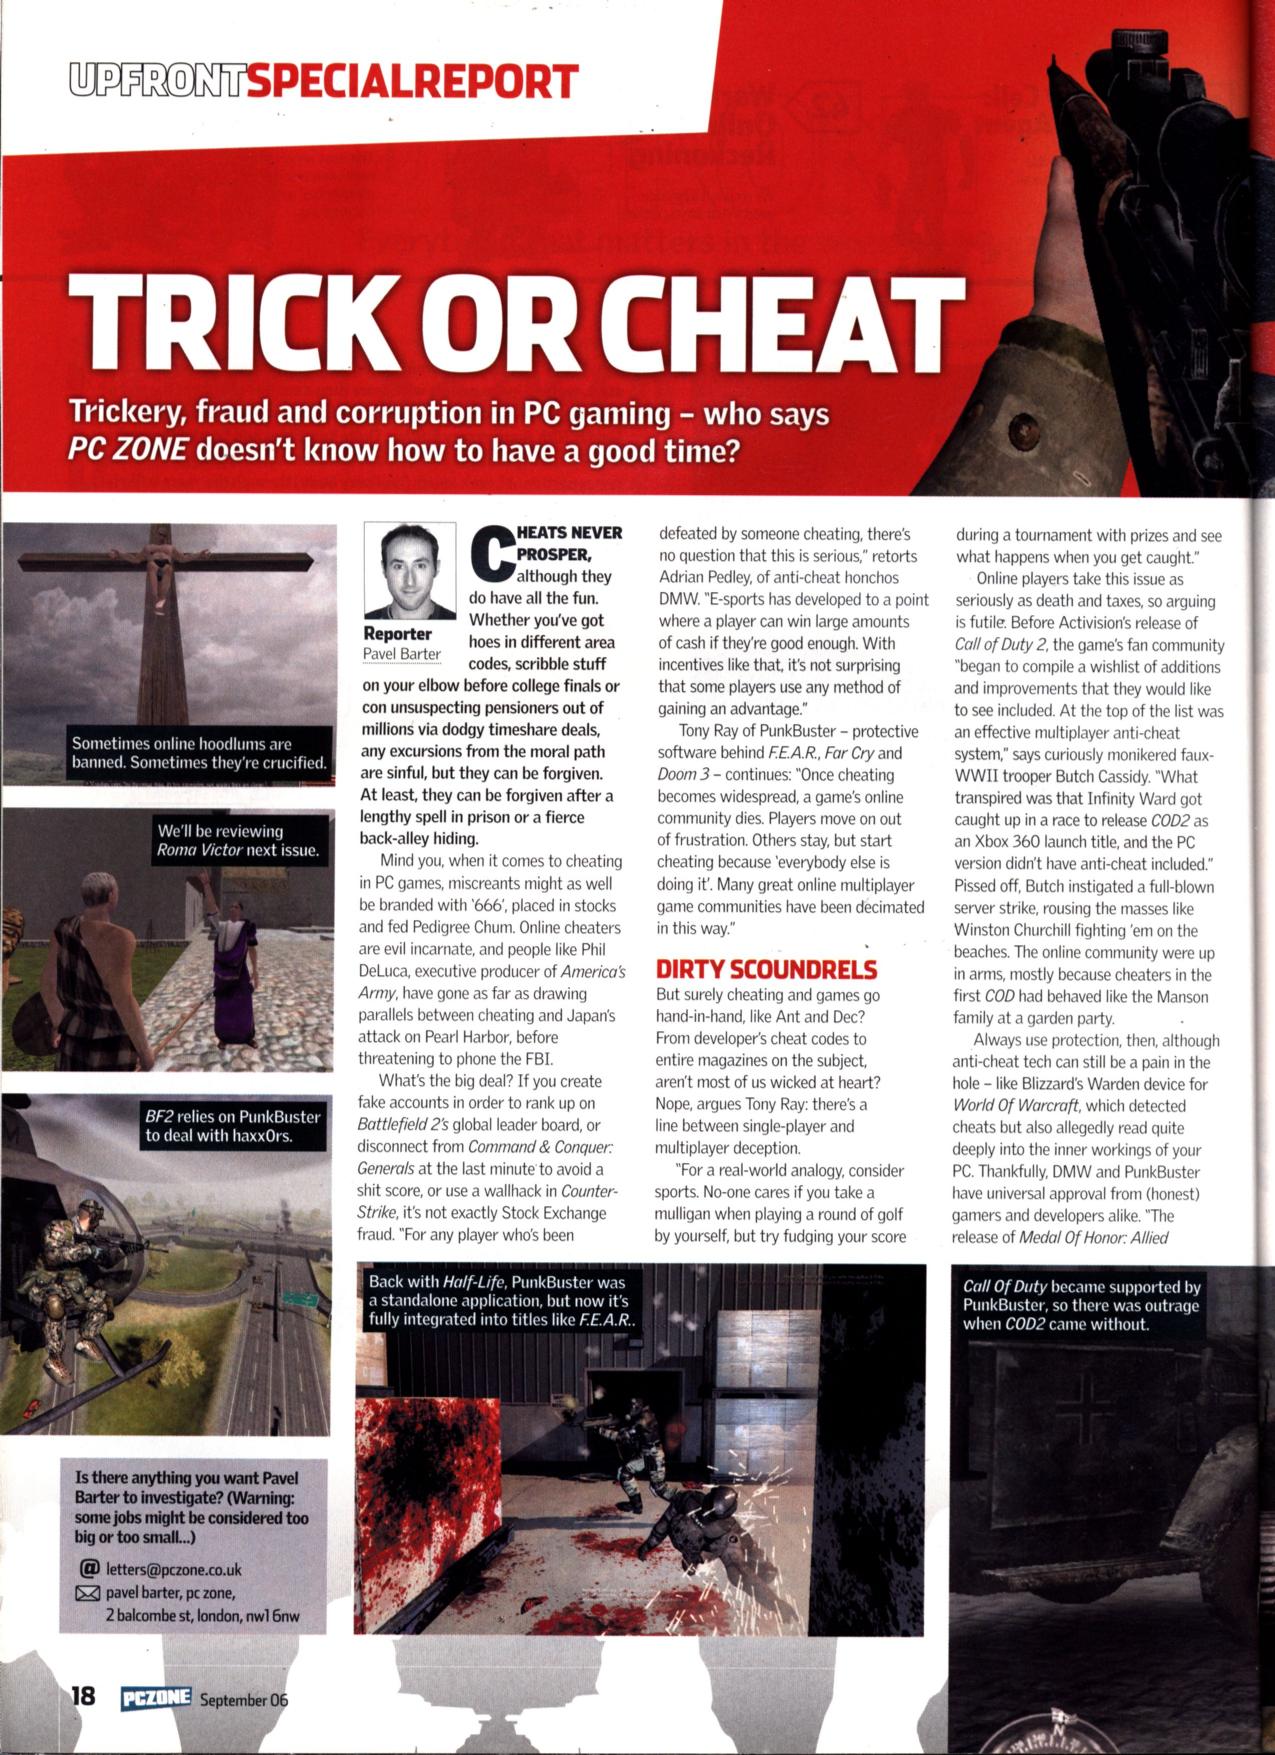 UPFRONTSPECIALREPORT
TRICK OR CHEAT
Trickery, fraud and corruption in PC gaming – who says
PC ZONE doesn't know how to have a good time?
Sometimes online hoodlums are
banned. Sometimes they're crucified.
We'll be reviewing
Roma Victor next issue.
BF2 relies on PunkBuster
to deal with haxx0rs.
Is there anything you want Pavel
Barter to investigate? (Warning:
some jobs might be considered too
big or too small...)
@ letters@pczone.co.uk
pavel barter, pc zone,
2 balcombe st, london, nw1 6nw
Reporter
Pavel Barter
CHEATS NEVER
PROSPER,
although they
do have all the fun.
Whether you've got
hoes in different area
codes, scribble stuff
on your elbow before college finals or
con unsuspecting pensioners out of
millions via dodgy timeshare deals,
any excursions from the moral path
are sinful, but they can be forgiven.
At least, they can be forgiven after a
lengthy spell in prison or a fierce
back-alley hiding.
Mind you, when it comes to cheating
in PC games, miscreants might as well
be branded with '666', placed in stocks
and fed Pedigree Chum. Online cheaters
are evil incarnate, and people like Phil
DeLuca, executive producer of America's
Army, have gone as far as drawing
parallels between cheating and Japan's
attack on Pearl Harbor, before
threatening to phone the FBI.
What's the big deal? If you create
fake accounts in order to rank up on
Battlefield 2's global leader board, or
disconnect from Command & Conquer:
Generals at the last minute to avoid a
shit score, or use a wallhack in Counter-
Strike, it's not exactly Stock Exchange
fraud. "For any player who's been
defeated by someone cheating, there's
no question that this is serious," retorts
Adrian Pedley, of anti-cheat honchos
DMW. "E-sports has developed to a point
where a player can win large amounts
of cash if they're good enough. With
incentives like that, it's not surprising
that some players use any method of
gaining an advantage."
Tony Ray of PunkBuster – protective
software behind F.E.A.R., Far Cry and
Doom 3 – continues: "Once cheating
becomes widespread, a game's online
community dies. Players move on out
of frustration. Others stay, but start
cheating because 'everybody else is
doing it'. Many great online multiplayer
game communities have been decimated
in this way."
DIRTY SCOUNDRELS
But surely cheating and games go
hand-in-hand, like Ant and Dec?
From developer's cheat codes to
entire magazines on the subject,
aren't most of us wicked at heart?
Nope, argues Tony Ray: there's a
line between single-player and
multiplayer deception.
"For a real-world analogy, consider
sports. No-one cares if you take a
mulligan when playing a round of golf
by yourself, but try fudging your score
during a tournament with prizes and see
what happens when you get caught."
Online players take this issue as
seriously as death and taxes, so arguing
is futile. Before Activision's release of
Call of Duty 2, the game's fan community
"began to compile a wishlist of additions
and improvements that they would like
to see included. At the top of the list was
an effective multiplayer anti-cheat
system," says curiously monikered faux-
WWII trooper Butch Cassidy. "What
transpired was that Infinity Ward got
caught up in a race to release COD2 as
an Xbox 360 launch title, and the PC
version didn't have anti-cheat included."
Pissed off, Butch instigated a full-blown
server strike, rousing the masses like
Winston Churchill fighting 'em on the
beaches. The online community were up
in arms, mostly because cheaters in the
first COD had behaved like the Manson
family at a garden party.
Always use protection, then, although
anti-cheat tech can still be a pain in the
hole – like Blizzard's Warden device for
World Of Warcraft, which detected
cheats but also allegedly read quite
deeply into the inner workings of your
PC. Thankfully, DMW and PunkBuster
have universal approval from (honest)
gamers and developers alike. "The
release of Medal Of Honor: Allied
Back with Half-Life, PunkBuster was
a standalone application, but now it's
fully integrated into titles like F.E.A.R..
Call Of Duty became supported by
PunkBuster, so there was outrage
when COD2 came without.
N
18 PCZONE September 06